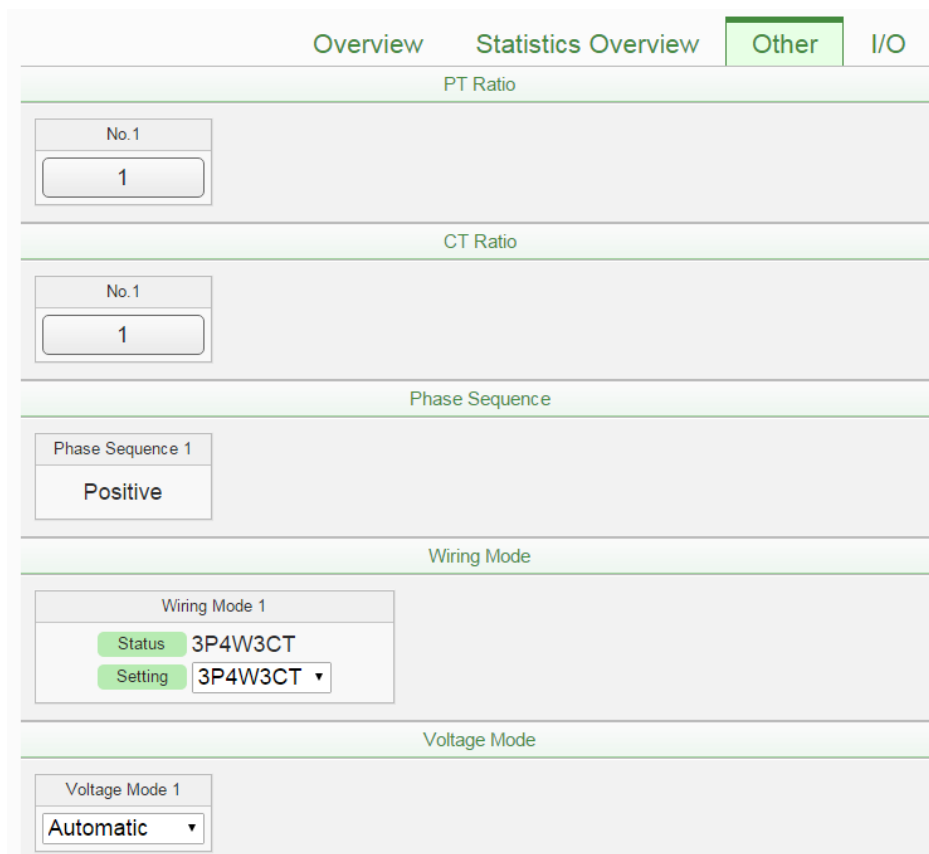 Overview Statistics Overview Other I/O
PT Ratio
No.1
1
CT Ratio
No.1
1
Phase Sequence
Phase Sequence 1
Positive
Wiring Mode
Wiring Mode 1
Status 3P4W3CT
Setting 3P4W3CT
Voltage Mode
Voltage Mode 1
Automatic